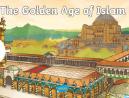 The Golden Age of Islam